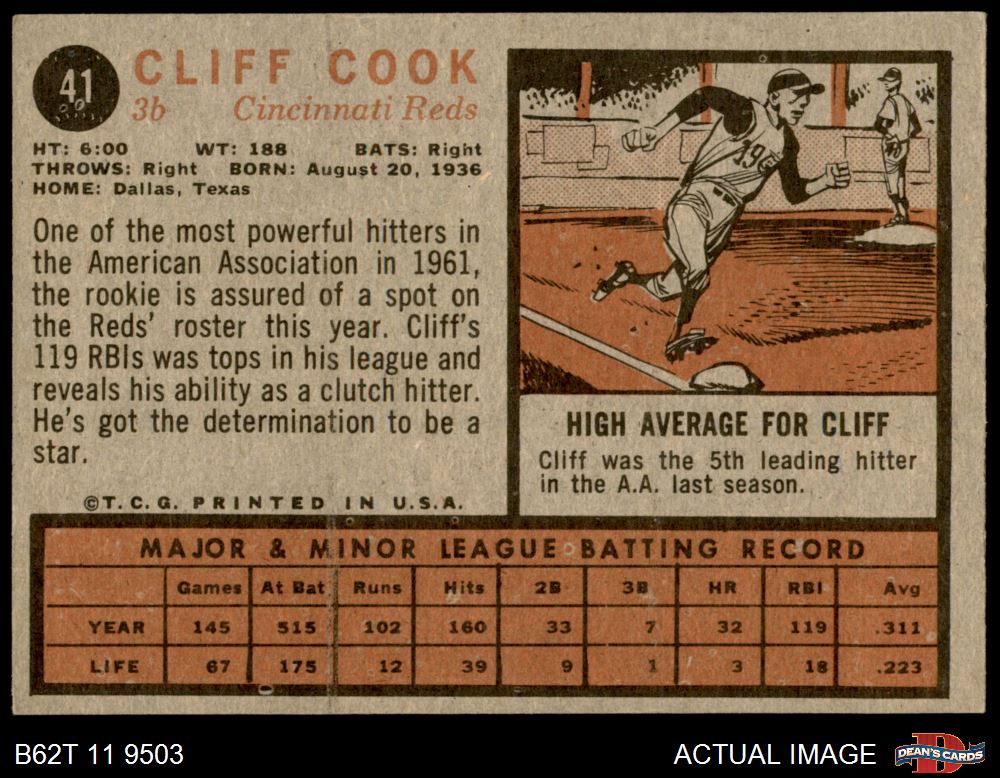 41
CLIFF COOK
3b Cincinnati Reds
HT: 6:00 WT: 188 BATS: Right
THROWS: Right BORN: August 20, 1936
HOME: Dallas, Texas
One of the most powerful hitters in
the American Association in 1961,
the rookie is assured of a spot on
the Reds' roster this year. Cliff's
119 RBIs was tops in his league and
reveals his ability as a clutch hitter.
He's got the determination to be a
star.
©T.C.G. PRINTED IN U.S.A.
19
HIGH AVERAGE FOR CLIFF
Cliff was the 5th leading hitter
in the A.A. last season.
MAJOR & MINOR LEAGUE BATTING RECORD
Games At Bat Runs Hits 2B 3B HR RBI Avg
YEAR 145 515 102 160 33 7 32 119 .311
LIFE 67 175 12 39 9 1 3 18 .223
B62T 11 9503
ACTUAL IMAGE
DEAN'S CARDS